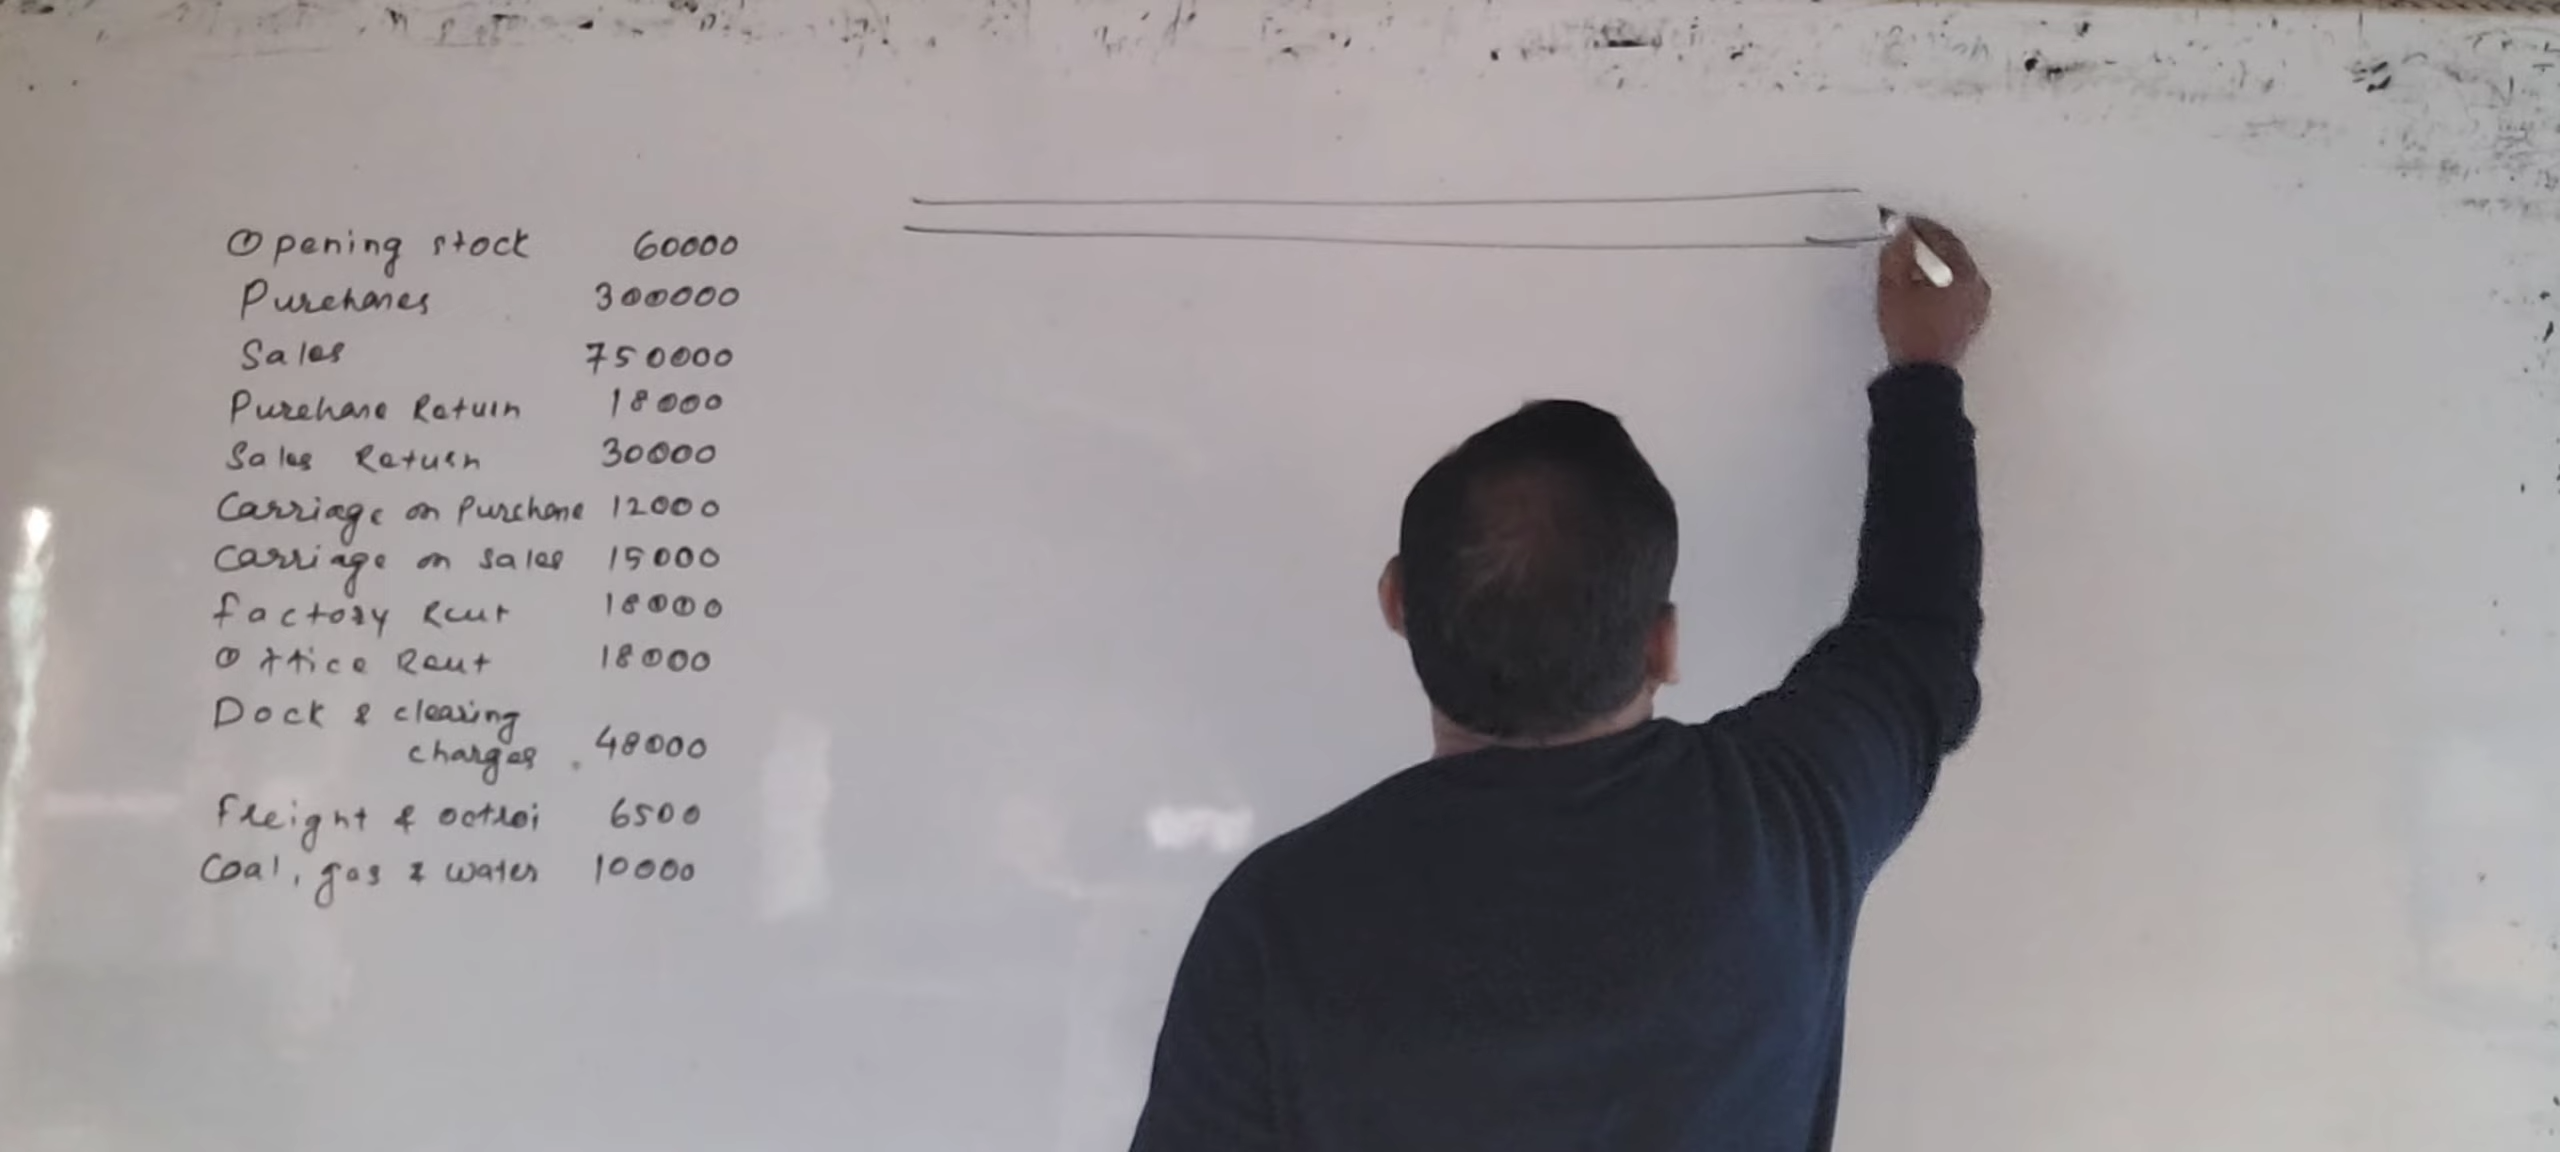 Opening stock 60000
Purchases 300000
Sales 750000
Purchase Return 18000
Sales Return 30000
Carriage on Purchase 12000
Carriage on sales 15000
Factory Rent 18000
Office Rent 18000
Dock & clearing
charges 48000
Freight & octroi 6500
Coal, gas & water 10000